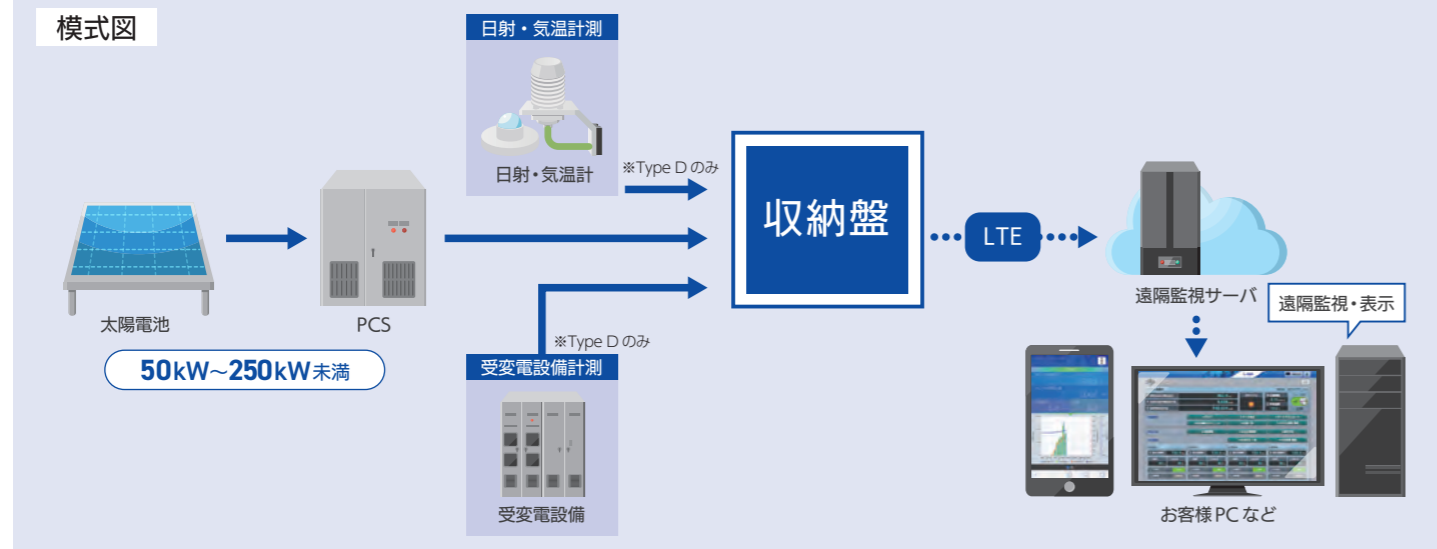 模式図
日射・気温計測
日射・気温計
※Type D のみ
収納盤
LTE
太陽電池
PCS
50kW~250kW未満
※Type D のみ
受変電設備計測
受変電設備
遠隔監視サーバ
遠隔監視・表示
お客様PCなど